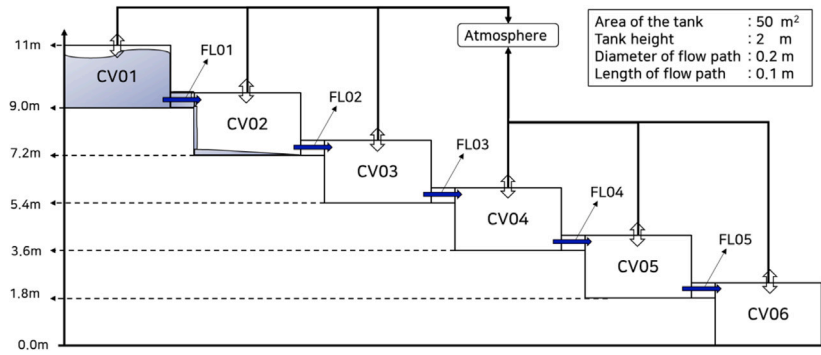 Area of the tank : 50 m²
Tank height : 2 m
Diameter of flow path : 0.2 m
Length of flow path : 0.1 m
Atmosphere
11m
FL01
CV01
9.0m
CV02
FL02
7.2m
CV03
FL03
5.4m
CV04
FL04
3.6m
CV05
FL05
1.8m
CV06
0.0m